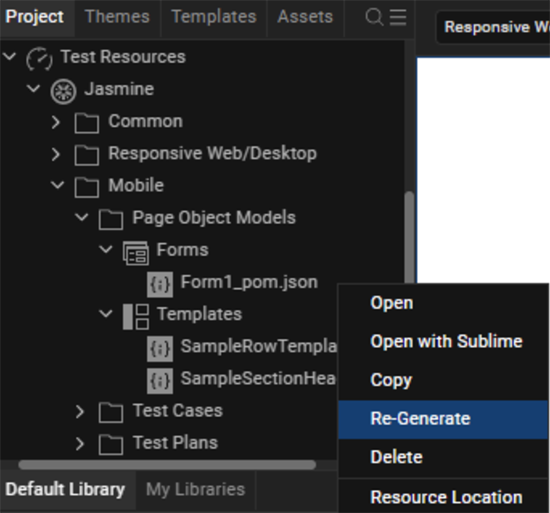 Project Themes Templates Assets
Responsive W
Test Resources
Jasmine
Common
Responsive Web/Desktop
Mobile
Page Object Models
Forms
Form1_pom.json
Templates
SampleRowTempla
SampleSectionHea
Test Cases
Test Plans
Open
Open with Sublime
Copy
Re-Generate
Delete
Resource Location
Default Library My Libraries